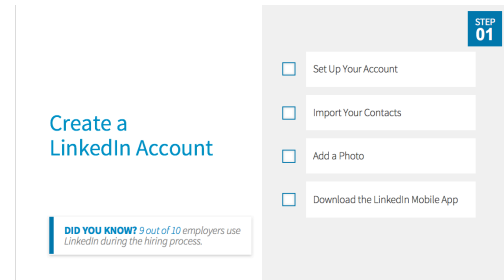 STEP
01
Create a
LinkedIn Account
DID YOU KNOW? 9 out of 10 employers use
LinkedIn during the hiring process.
Set Up Your Account
Import Your Contacts
Add a Photo
Download the LinkedIn Mobile App